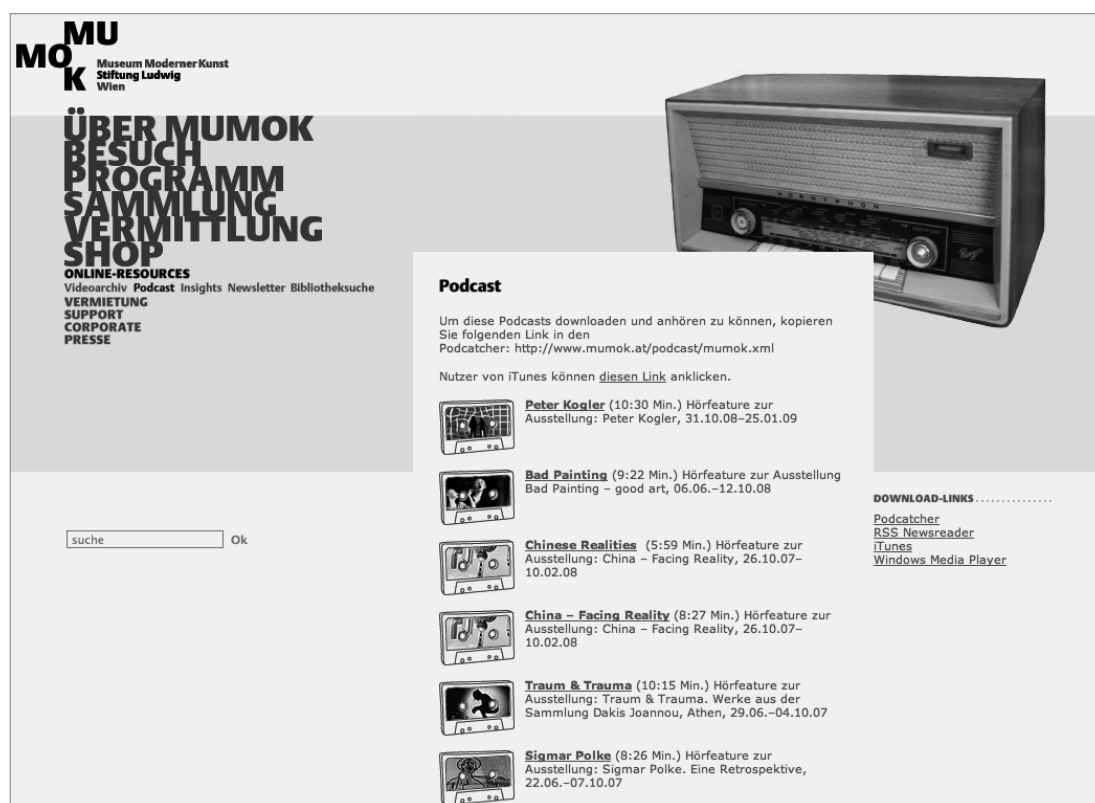 MU
MO
K
Museum Moderner Kunst
Stiftung Ludwig
Wien
ÜBER MUMOK
BESUCH
PROGRAMM
SAMMLUNG
VERMITTLUNG
SHOP
ONLINE-RESOURCES
Videoarchiv Podcast Insights Newsletter Bibliotheksuche
VERMIETUNG
SUPPORT
CORPORATE
PRESSE
suche Ok
HORNYPHON
Podcast
Um diese Podcasts downloaden und anhören zu können, kopieren
Sie folgenden Link in den
Podcatcher: http://www.mumok.at/podcast/mumok.xml
Nutzer von iTunes können diesen Link anklicken.
Peter Kogler (10:30 Min.) Hörfeature zur
Ausstellung: Peter Kogler, 31.10.08–25.01.09
Bad Painting (9:22 Min.) Hörfeature zur Ausstellung
Bad Painting – good art, 06.06.–12.10.08
Chinese Realities (5:59 Min.) Hörfeature zur
Ausstellung: China – Facing Reality, 26.10.07–
10.02.08
China – Facing Reality (8:27 Min.) Hörfeature zur
Ausstellung: China – Facing Reality, 26.10.07–
10.02.08
Traum & Trauma (10:15 Min.) Hörfeature zur
Ausstellung: Traum & Trauma. Werke aus der
Sammlung Dakis Joannou, Athen, 29.06.–04.10.07
Sigmar Polke (8:26 Min.) Hörfeature zur
Ausstellung: Sigmar Polke. Eine Retrospektive,
22.06.–07.10.07
DOWNLOAD-LINKS...............
Podcatcher
RSS Newsreader
iTunes
Windows Media Player